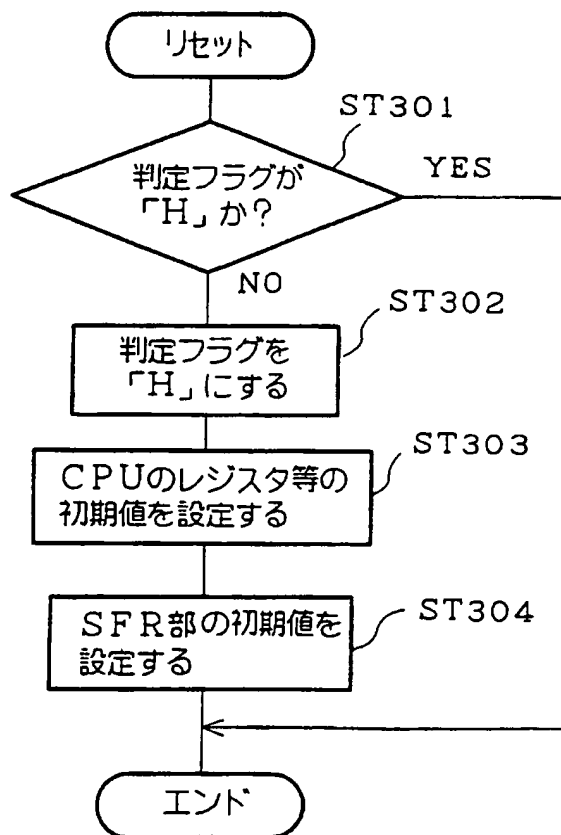 リセット
ST301
判定フラグが
「H」か?
YES
NO
ST302
判定フラグを
「H」にする
ST303
CPUのレジスタ等の
初期値を設定する
ST304
SFR部の初期値を
設定する
エンド